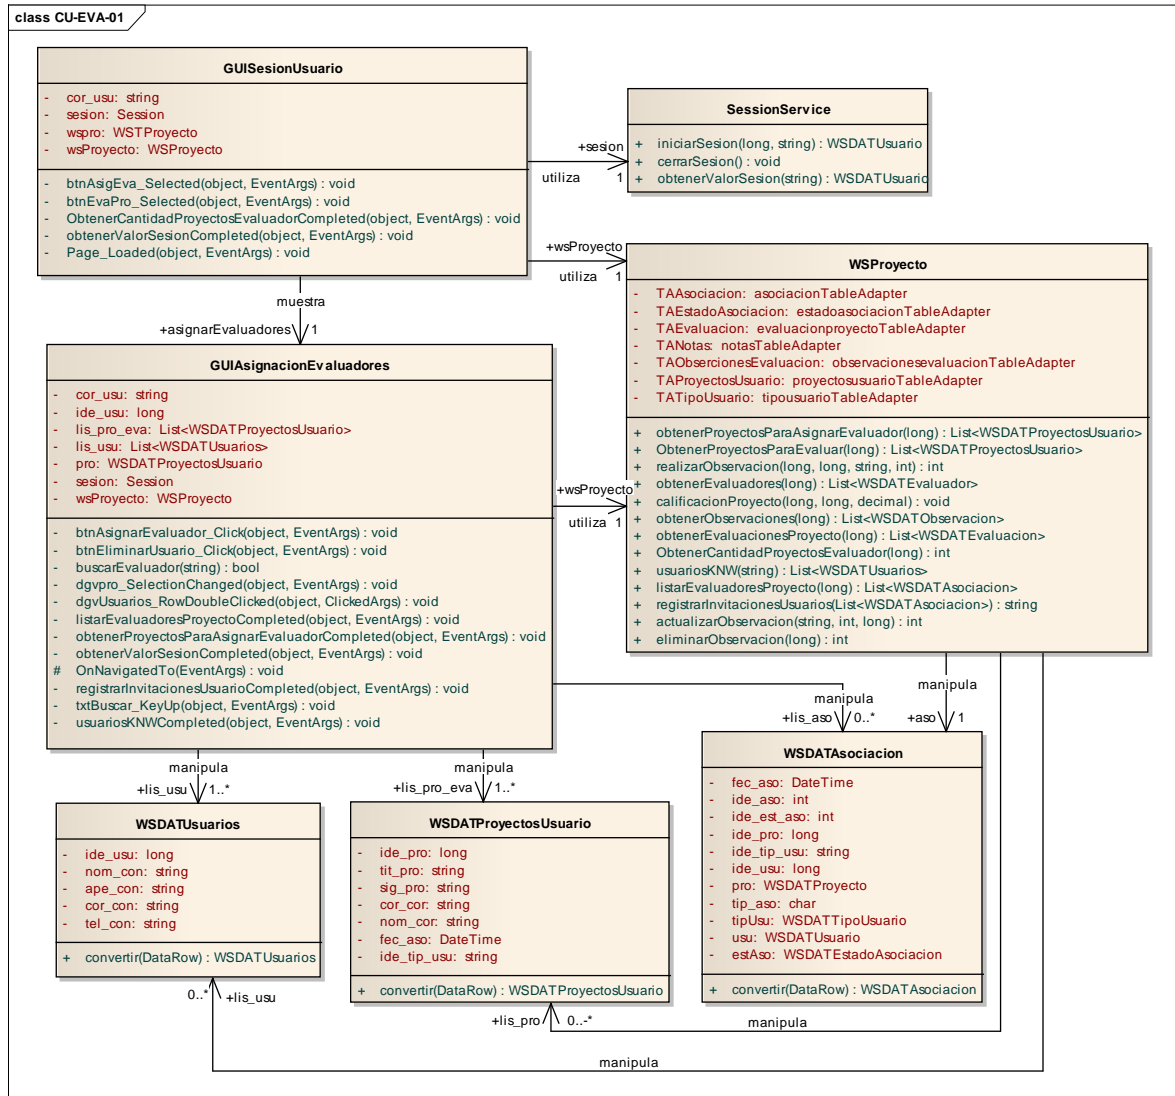 class CU-EVA-01
GUISesionUsuario
- cor_usu: string
- sesion: Session
- wspro: WSTProyecto
- wsProyecto: WSProyecto
- btnAsigEva_Selected(object, EventArgs) : void
- btnEvaPro_Selected(object, EventArgs) : void
- ObtenerCantidadProyectosEvaluadorCompleted(object, EventArgs) : void
- obtenerValorSesionCompleted(object, EventArgs) : void
- Page_Loaded(object, EventArgs) : void
+sesion
utiliza 1
SessionService
+ iniciarSesion(long, string) : WSDATUsuario
+ cerrarSesion() : void
+ obtenerValorSesion(string) : WSDATUsuario
+wsProyecto
utiliza 1
muestra
+asignarEvaluadores 1
WSProyecto
- TAAsociacion: asociacionTableAdapter
- TAEstadoAsociacion: estadoasociacionTableAdapter
- TAEvaluacion: evaluacionproyectoTableAdapter
- TANotas: notasTableAdapter
- TAObsercionesEvaluacion: observacionesevaluacionTableAdapter
- TAProyectosUsuario: proyectosusuarioTableAdapter
- TATipoUsuario: tipousuarioTableAdapter
+ obtenerProyectosParaAsignarEvaluador(long) : List<WSDATProyectosUsuario>
+ ObtenerProyectosParaEvaluar(long) : List<WSDATProyectosUsuario>
+ realizarObservacion(long, long, string, int) : int
+ obtenerEvaluadores(long) : List<WSDATEvaluador>
+ calificacionProyecto(long, long, decimal) : void
+ obtenerObservaciones(long) : List<WSDATObservacion>
+ obtenerEvaluacionesProyecto(long) : List<WSDATEvaluacion>
+ ObtenerCantidadProyectosEvaluador(long) : int
+ usuariosKNW(string) : List<WSDATUsuarios>
+ listarEvaluadoresProyecto(long) : List<WSDATAsociacion>
+ registrarInvitacionesUsuarios(List<WSDATAsociacion>) : string
+ actualizarObservacion(string, int, long) : int
+ eliminarObservacion(long) : int
GUIAsignacionEvaluadores
- cor_usu: string
- ide_usu: long
- lis_pro_eva: List<WSDATProyectosUsuario>
- lis_usu: List<WSDATUsuarios>
- pro: WSDATProyectosUsuario
- sesion: Session
- wsProyecto: WSProyecto
- btnAsignarEvaluador_Click(object, EventArgs) : void
- btnEliminarUsuario_Click(object, EventArgs) : void
- buscarEvaluador(string) : bool
- dgvpro_SelectionChanged(object, EventArgs) : void
- dgvUsuarios_RowDoubleClicked(object, ClickedArgs) : void
- listarEvaluadoresProyectoCompleted(object, EventArgs) : void
- obtenerProyectosParaAsignarEvaluadorCompleted(object, EventArgs) : void
- obtenerValorSesionCompleted(object, EventArgs) : void
# OnNavigatedTo(EventArgs) : void
- registrarInvitacionesUsuarioCompleted(object, EventArgs) : void
- txtBuscar_KeyUp(object, EventArgs) : void
- usuariosKNWCompleted(object, EventArgs) : void
+wsProyecto
utiliza 1
manipula
+lis_aso 0..*
manipula
+aso 1
manipula
+lis_usu 1..*
manipula
+lis_pro_eva 1..*
WSDATAsociacion
- fec_aso: DateTime
- ide_aso: int
- ide_est_aso: int
- ide_pro: long
- ide_tip_usu: string
- ide_usu: long
- pro: WSDATProyecto
- tip_aso: char
- tipUsu: WSDATTipoUsuario
- usu: WSDATUsuario
- estAso: WSDATEstadoAsociacion
+ convertir(DataRow) : WSDATAsociacion
WSDATUsuarios
- ide_usu: long
- nom_con: string
- ape_con: string
- cor_con: string
- tel_con: string
+ convertir(DataRow) : WSDATUsuarios
WSDATProyectosUsuario
- ide_pro: long
- tit_pro: string
- sig_pro: string
- cor_cor: string
- nom_cor: string
- fec_aso: DateTime
- ide_tip_usu: string
+ convertir(DataRow) : WSDATProyectosUsuario
0..* +lis_usu
+lis_pro 0..-*
manipula
manipula